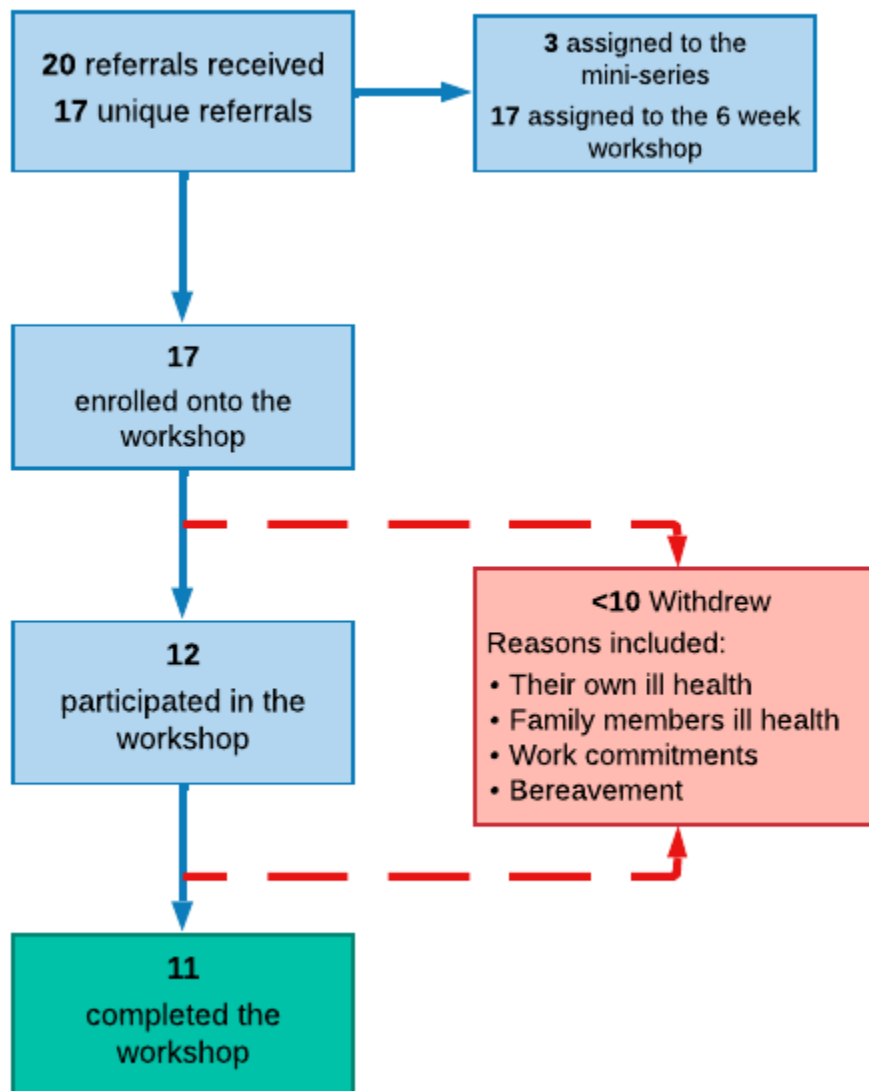 20 referrals received
17 unique referrals
3 assigned to the
mini-series
17 assigned to the 6 week
workshop
17
enrolled onto the
workshop
12
participated in the
workshop
<10 Withdrew
Reasons included:
• Their own ill health
• Family members ill health
• Work commitments
• Bereavement
11
completed the
workshop